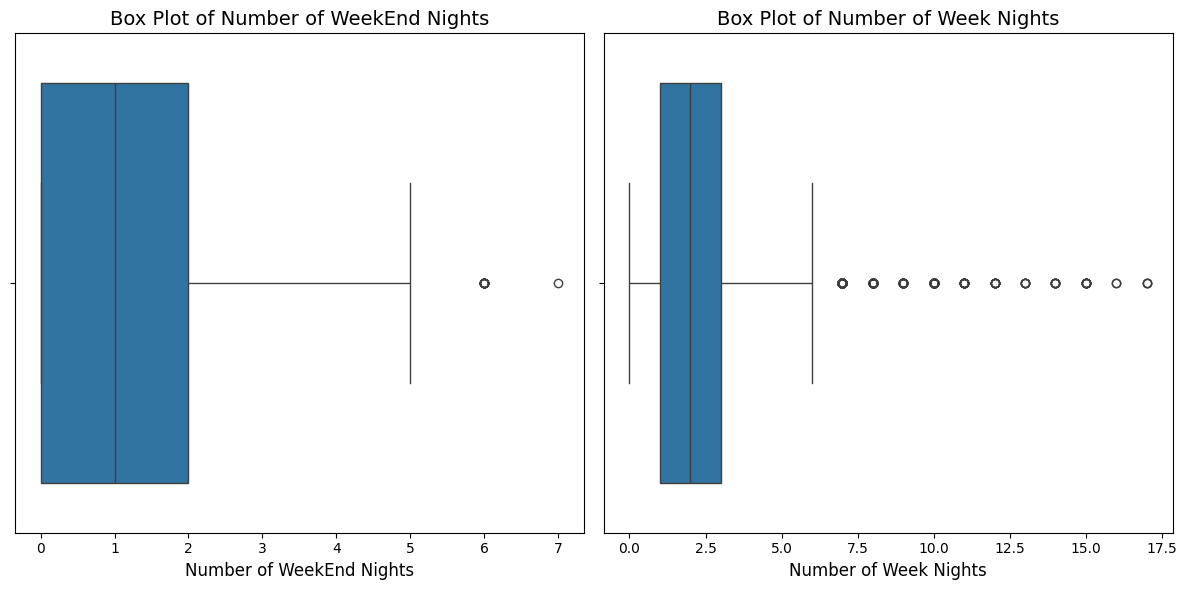 Box Plot of Number of WeekEnd Nights
0 1 2 3 4 5 6 7
Number of WeekEnd Nights
Box Plot of Number of Week Nights
0.0 2.5 5.0 7.5 10.0 12.5 15.0 17.5
Number of Week Nights